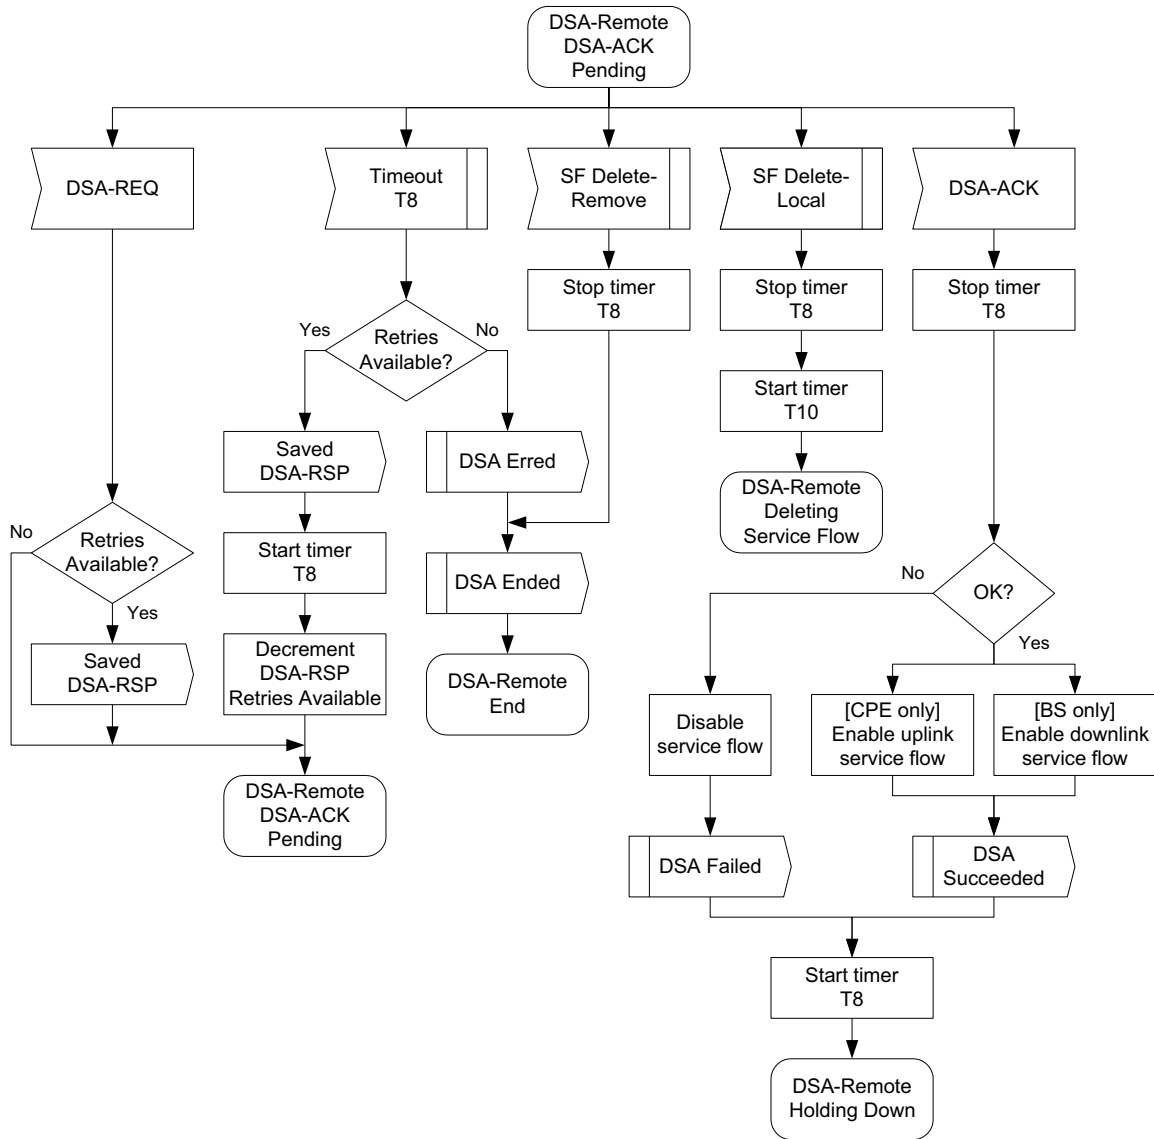 DSA-Remote
DSA-ACK
Pending
DSA-REQ
Timeout
T8
SF Delete-
Remove
SF Delete-
Local
DSA-ACK
Stop timer
T8
Stop timer
T8
Stop timer
T8
Yes
Retries
Available?
No
Start timer
T10
Saved
DSA-RSP
DSA Erred
DSA-Remote
Deleting
Service Flow
No
Retries
Available?
Yes
Start timer
T8
DSA Ended
No
OK?
Yes
Saved
DSA-RSP
Decrement
DSA-RSP
Retries Available
DSA-Remote
End
Disable
service flow
[CPE only]
Enable uplink
service flow
[BS only]
Enable downlink
service flow
DSA-Remote
DSA-ACK
Pending
DSA Failed
DSA
Succeeded
Start timer
T8
DSA-Remote
Holding Down